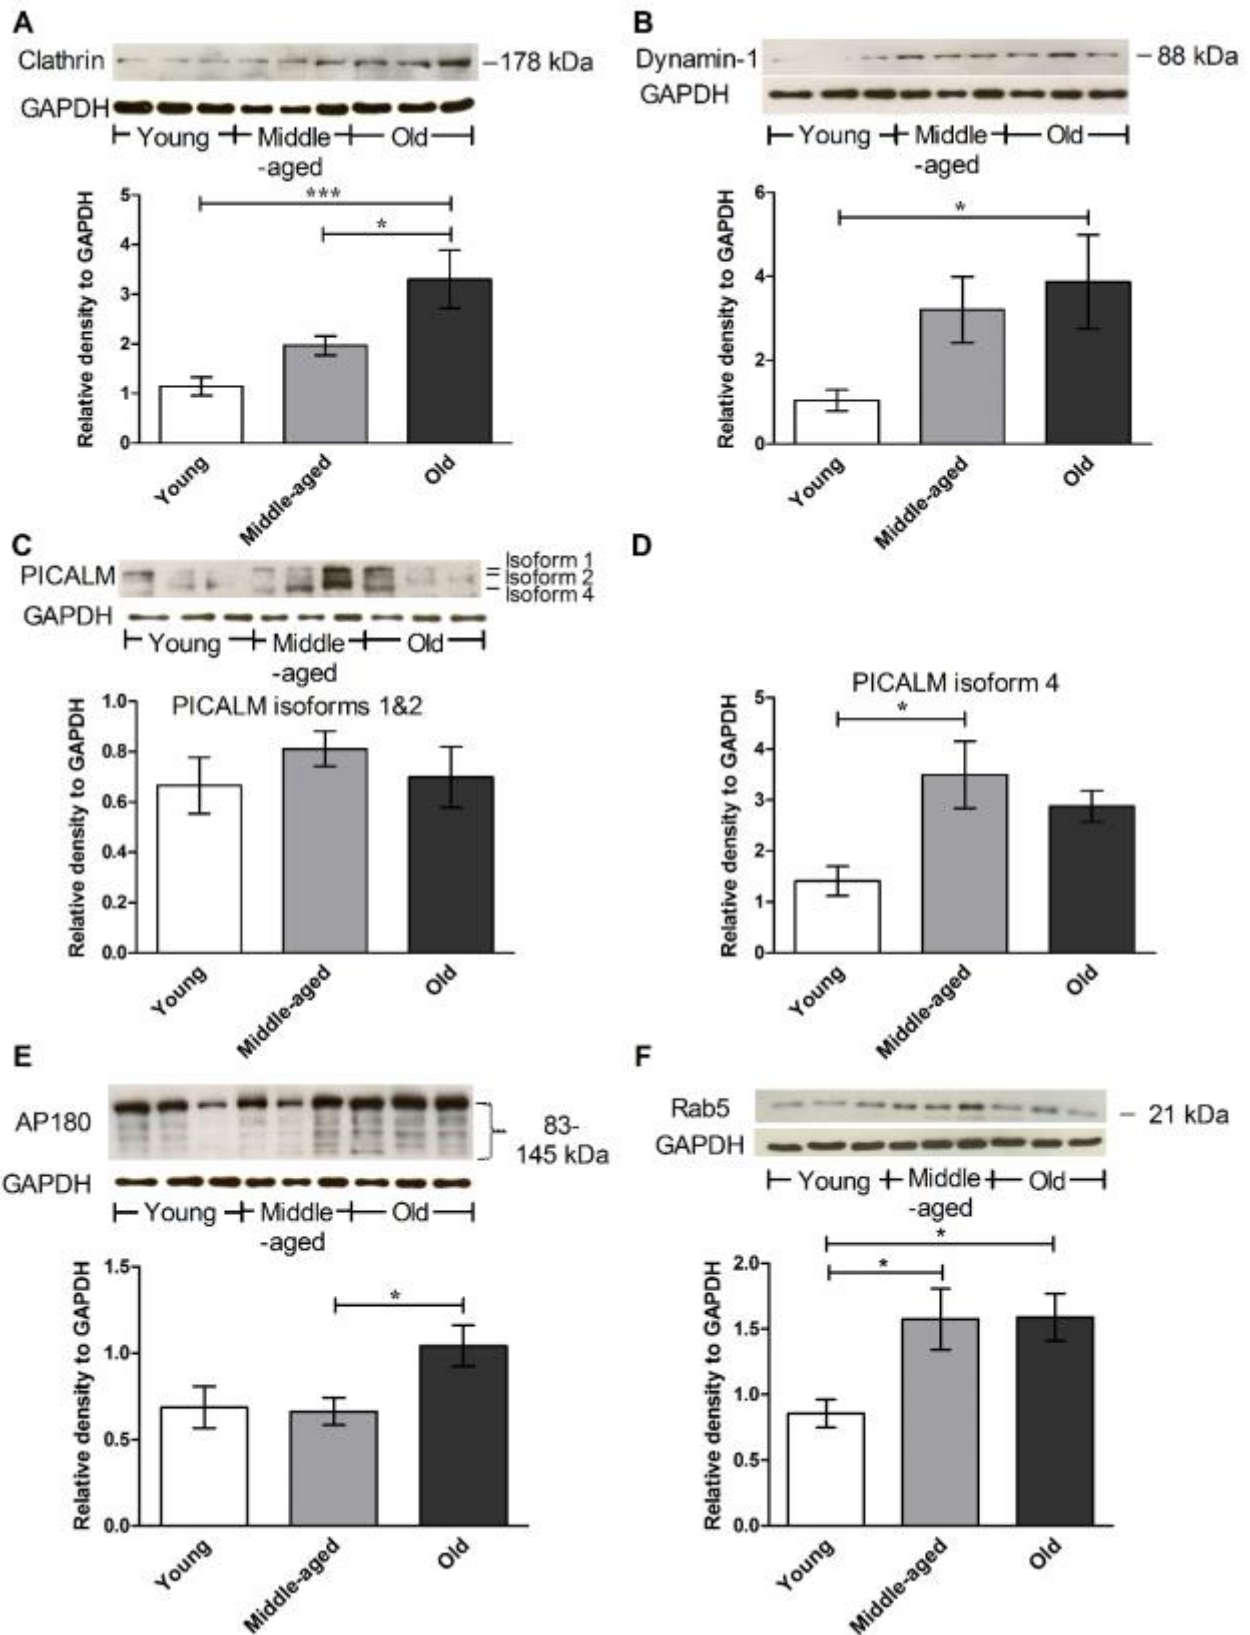 A
Clathrin
–178 kDa
GAPDH
Young
Middle
-aged
Old
***
*
Relative density to GAPDH
5
4
3
2
1
0
Young
Middle-aged
Old
B
Dynamin-1
– 88 kDa
GAPDH
Young
Middle
-aged
Old
*
Relative density to GAPDH
6
4
2
0
Young
Middle-aged
Old
C
PICALM
Isoform 1
Isoform 2
Isoform 4
GAPDH
Young
Middle
-aged
Old
PICALM isoforms 1&2
Relative density to GAPDH
1.0
0.8
0.6
0.4
0.2
0.0
Young
Middle-aged
Old
D
PICALM isoform 4
*
Relative density to GAPDH
5
4
3
2
1
0
Young
Middle-aged
Old
E
AP180
83-
145 kDa
GAPDH
Young
Middle
-aged
Old
*
Relative density to GAPDH
1.5
1.0
0.5
0.0
Young
Middle-aged
Old
F
Rab5
– 21 kDa
GAPDH
Young
Middle
-aged
Old
*
*
Relative density to GAPDH
2.0
1.5
1.0
0.5
0.0
Young
Middle-aged
Old